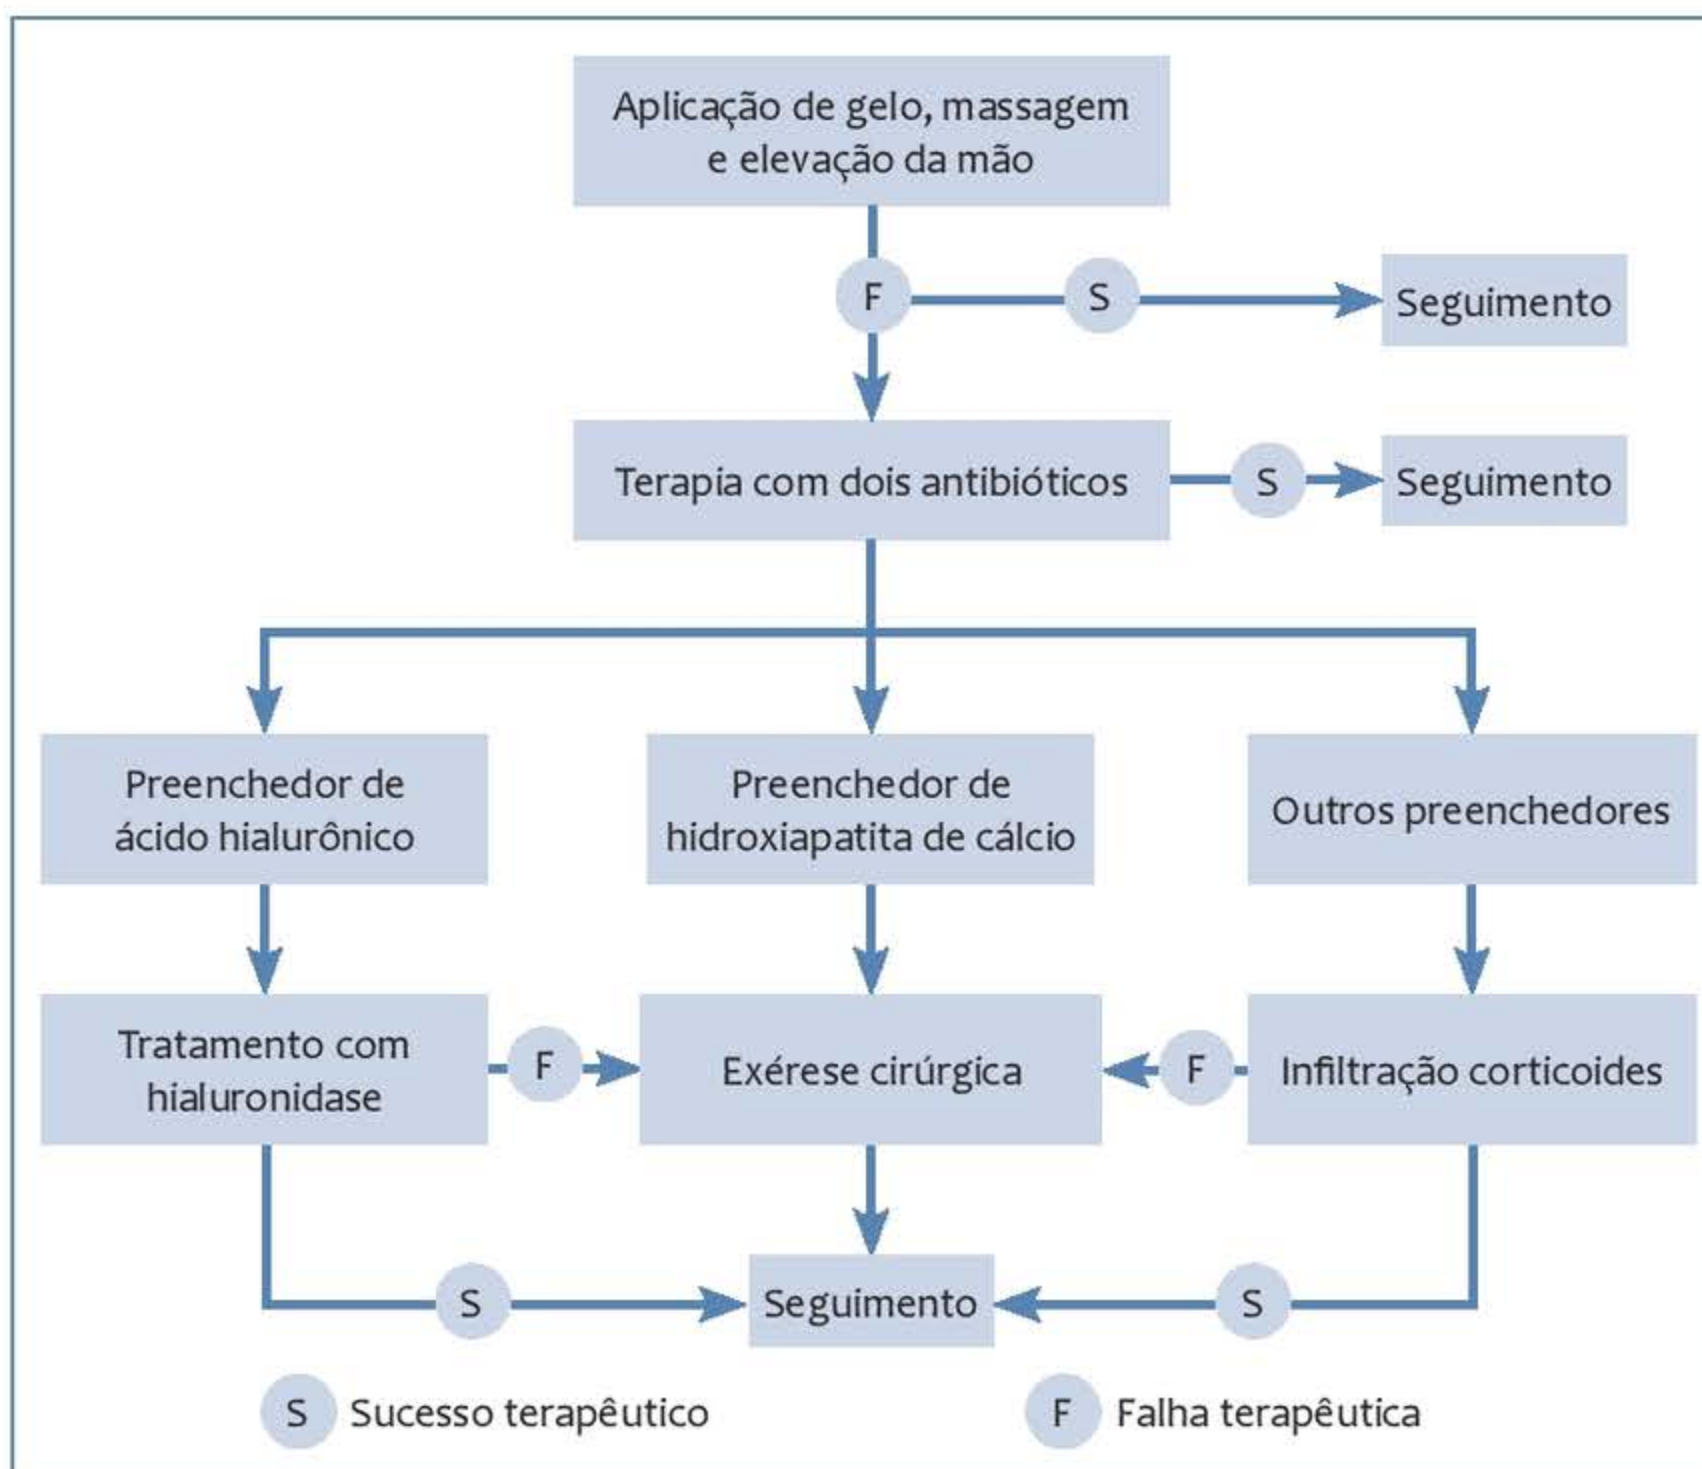 Aplicação de gelo, massagem
e elevação da mão
F
S
Seguimento
Terapia com dois antibióticos
S
Seguimento
Preenchedor de
ácido hialurônico
Preenchedor de
hidroxiapatita de cálcio
Outros preenchedores
Tratamento com
hialuronidase
F
Exérese cirúrgica
F
Infiltração corticoides
S
Seguimento
S
S Sucesso terapêutico
F Falha terapêutica